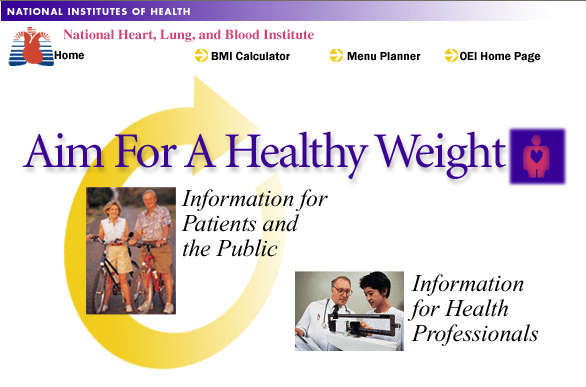 NATIONAL INSTITUTES OF HEALTH
National Heart, Lung, and Blood Institute
Home
BMI Calculator
Menu Planner
OEI Home Page
Aim For A Healthy Weight
Information for
Patients and
the Public
Information
for Health
Professionals